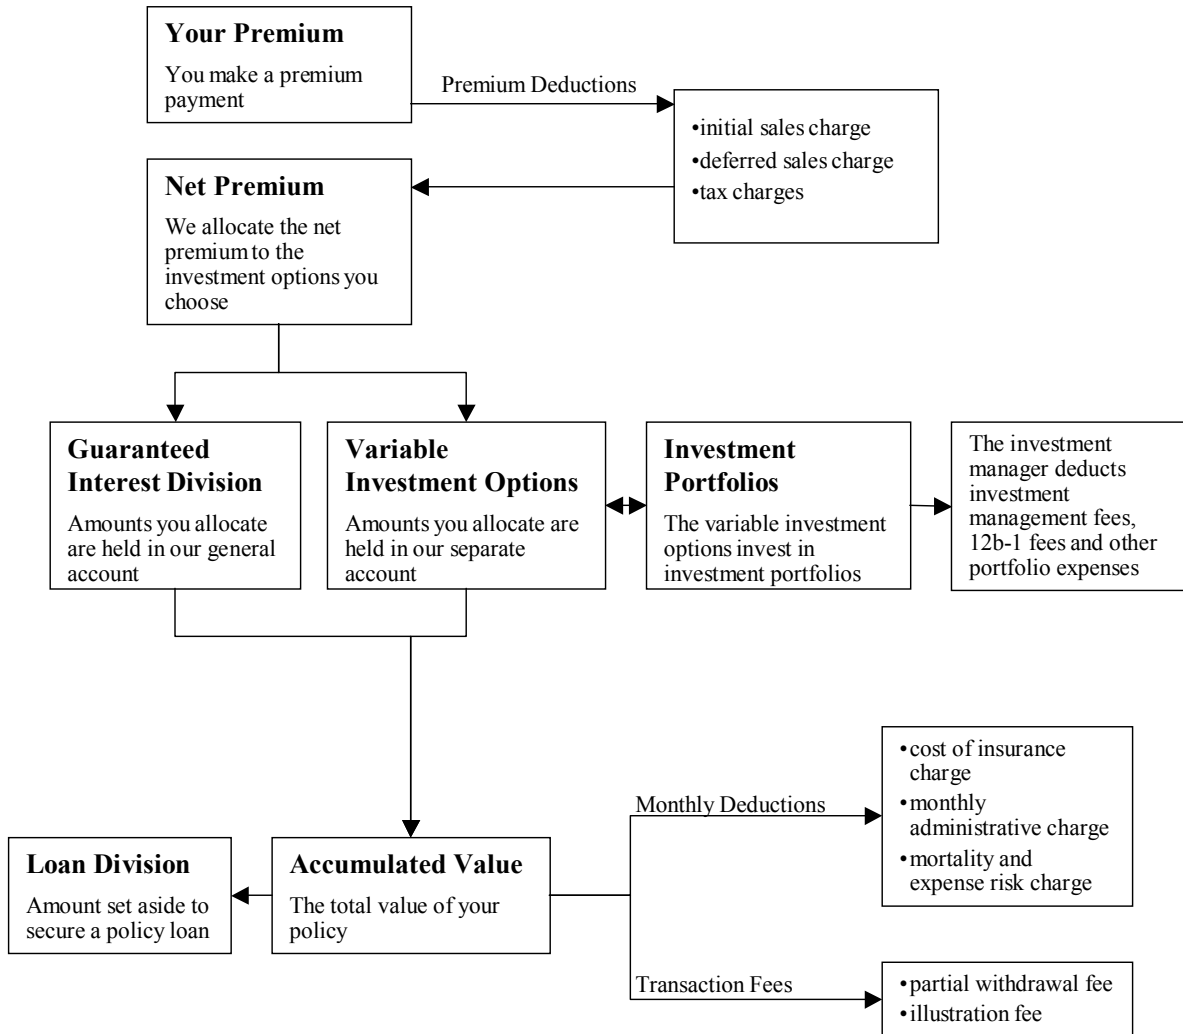 Your Premium
You make a premium
payment
Premium Deductions
•initial sales charge
•deferred sales charge
•tax charges
Net Premium
We allocate the net
premium to the
investment options you
choose
Guaranteed
Interest Division
Amounts you allocate
are held in our general
account
Variable
Investment Options
Amounts you allocate are
held in our separate
account
Investment
Portfolios
The variable investment
options invest in
investment portfolios
The investment
manager deducts
investment
management fees,
12b-1 fees and other
portfolio expenses
Loan Division
Amount set aside to
secure a policy loan
Accumulated Value
The total value of your
policy
Monthly Deductions
•cost of insurance
charge
•monthly
administrative charge
•mortality and
expense risk charge
Transaction Fees
•partial withdrawal fee
•illustration fee